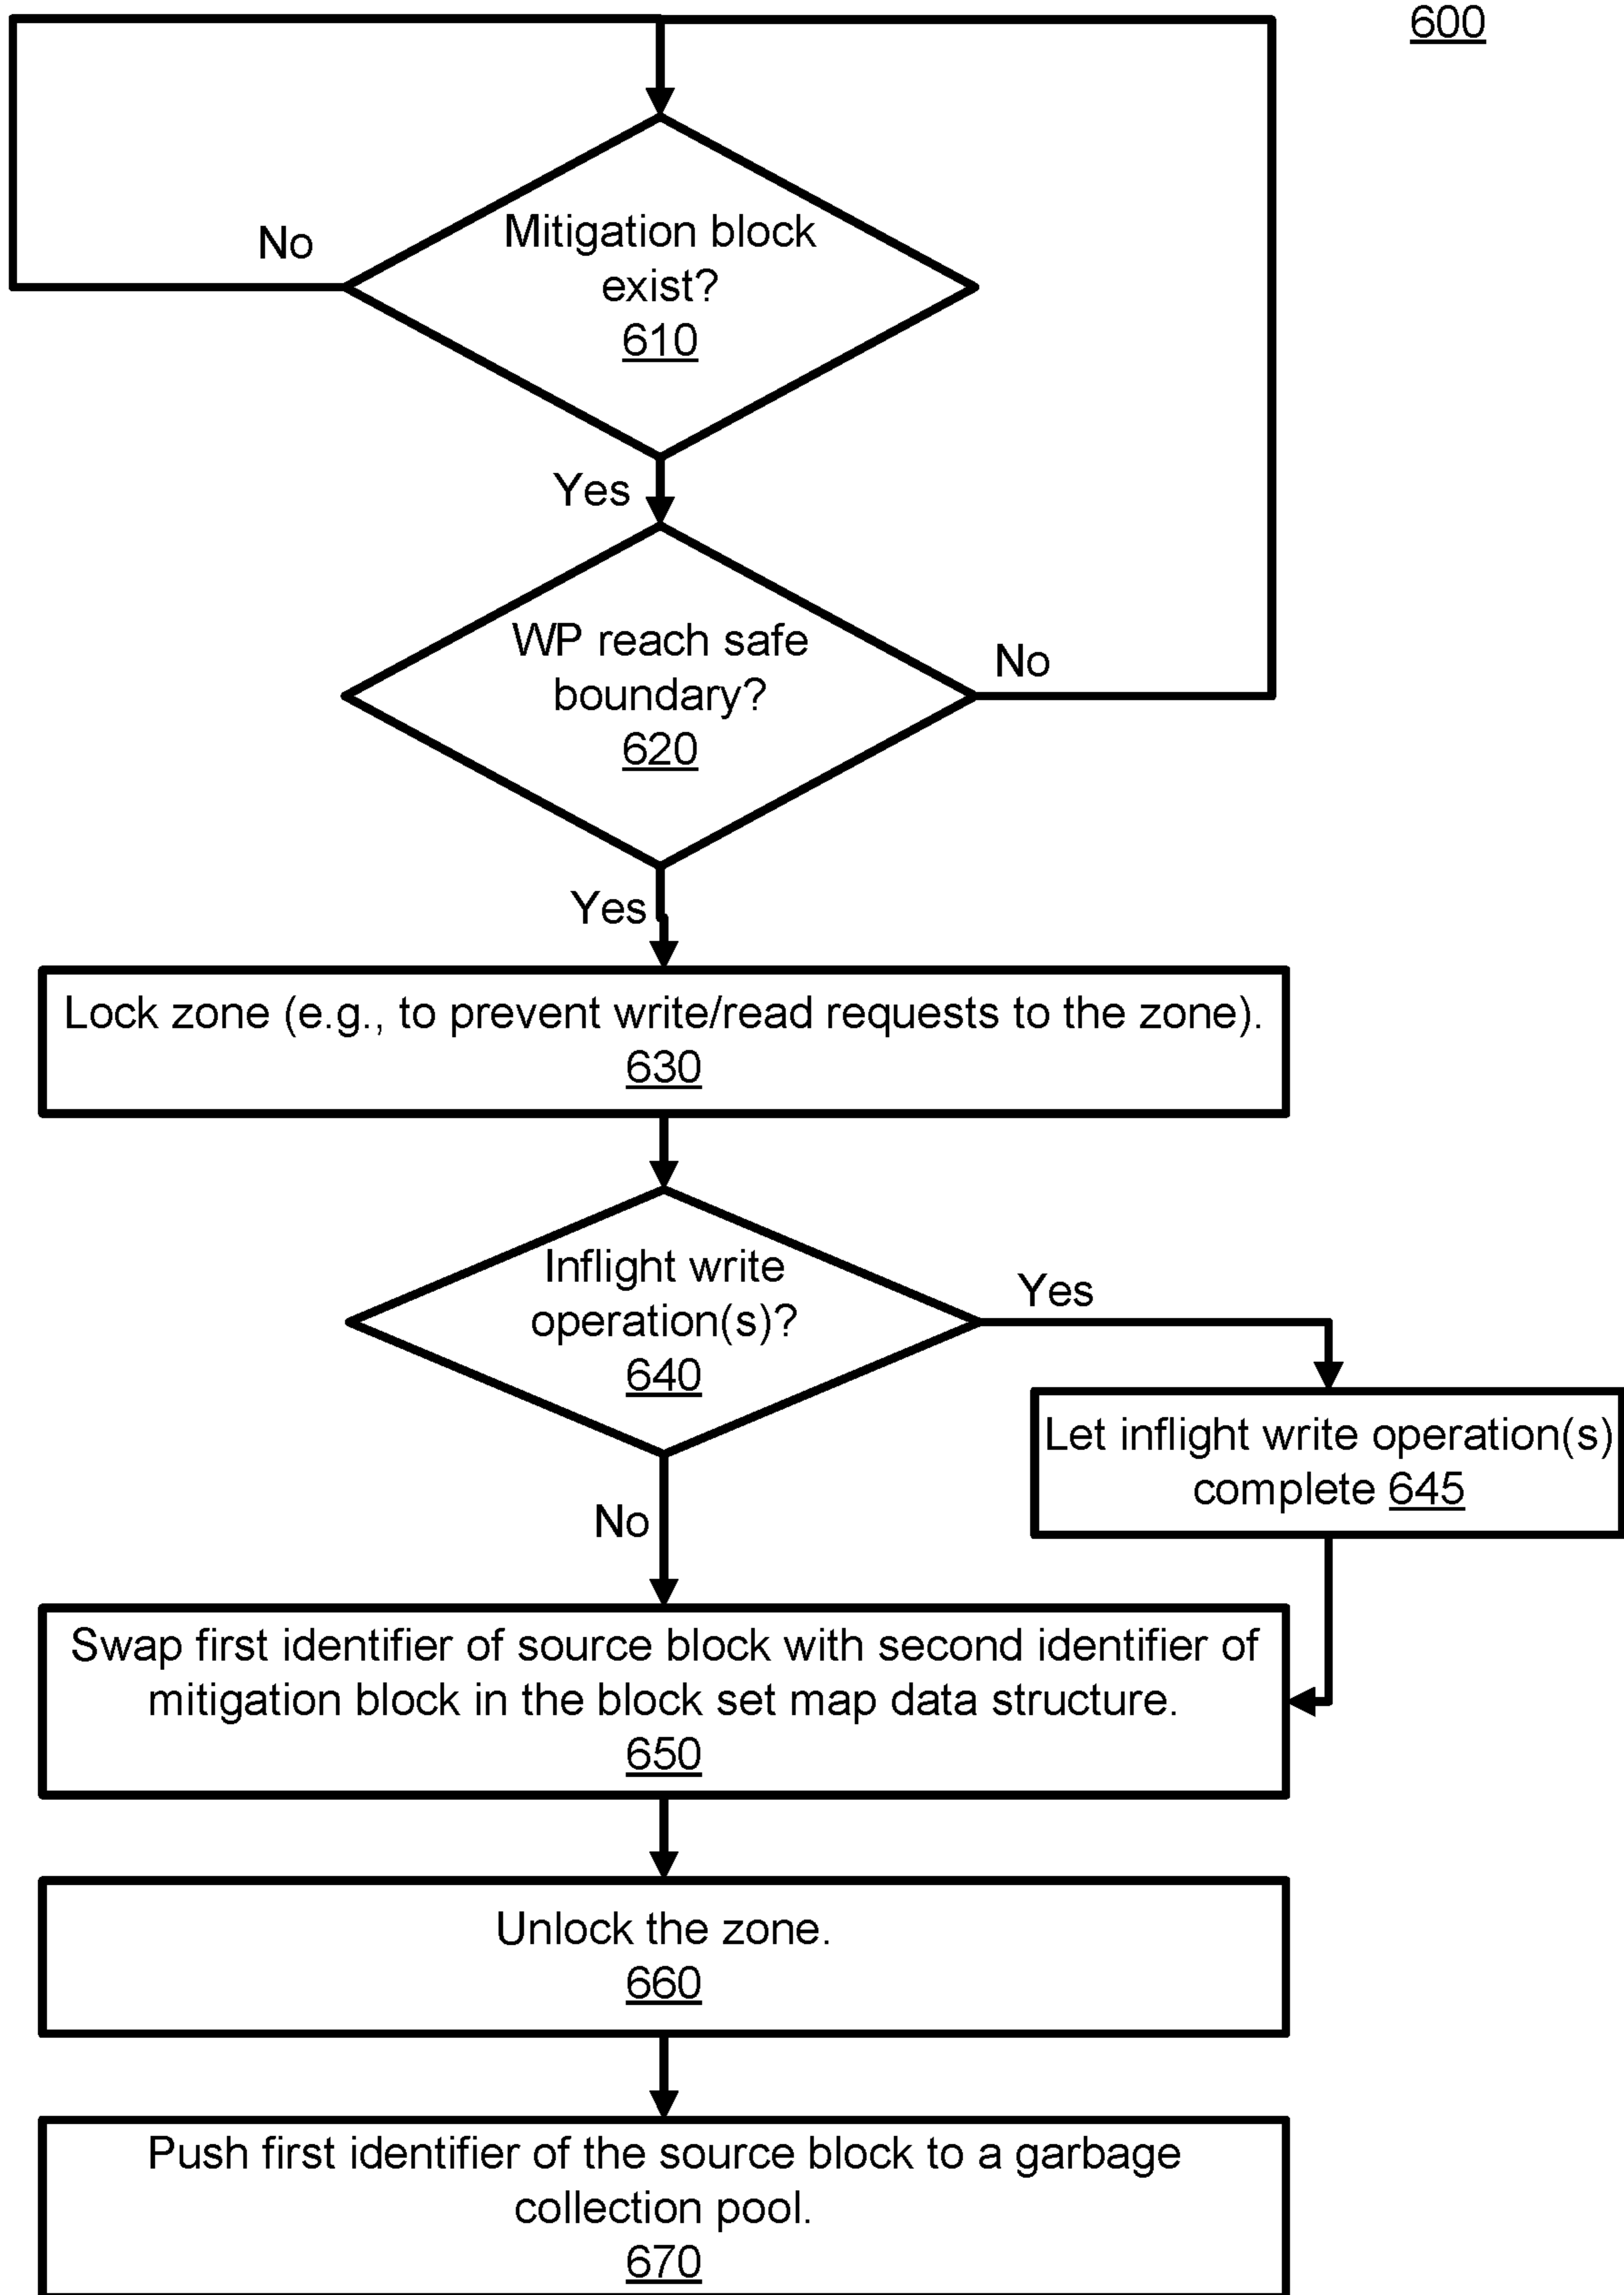 600
Mitigation block
exist?
610
No
Yes
WP reach safe
boundary?
620
No
Yes
Lock zone (e.g., to prevent write/read requests to the zone).
630
Inflight write
operation(s)?
640
Yes
Let inflight write operation(s)
complete 645
No
Swap first identifier of source block with second identifier of
mitigation block in the block set map data structure.
650
Unlock the zone.
660
Push first identifier of the source block to a garbage
collection pool.
670